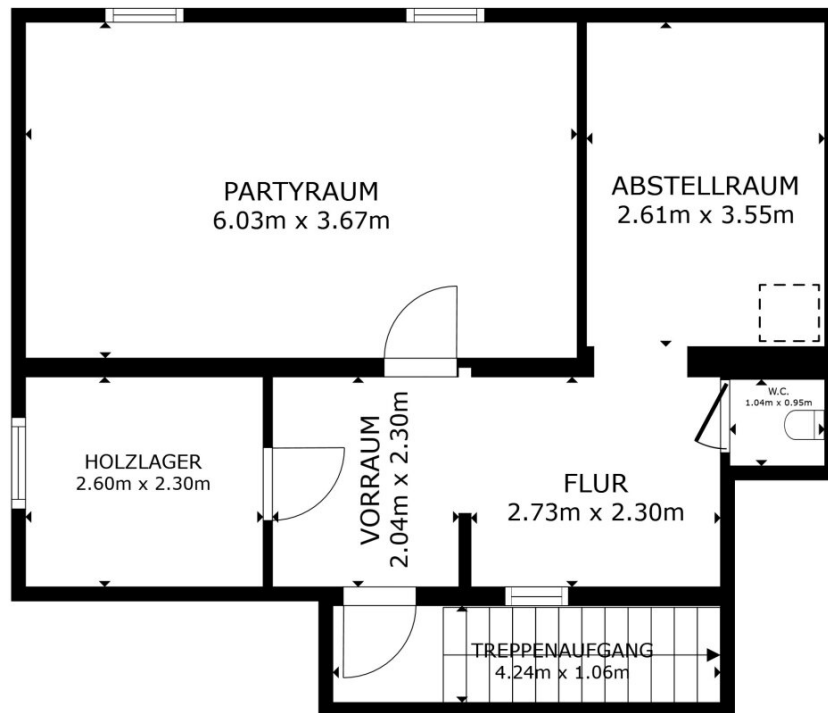 PARTYRAUM
6.03m x 3.67m
ABSTELLRAUM
2.61m x 3.55m
W.C.
1.04m x 0.95m
HOLZLAGER
2.60m x 2.30m
VORRAUM
2.04m x 2.30m
FLUR
2.73m x 2.30m
TREPPENAUFGANG
4.24m x 1.06m